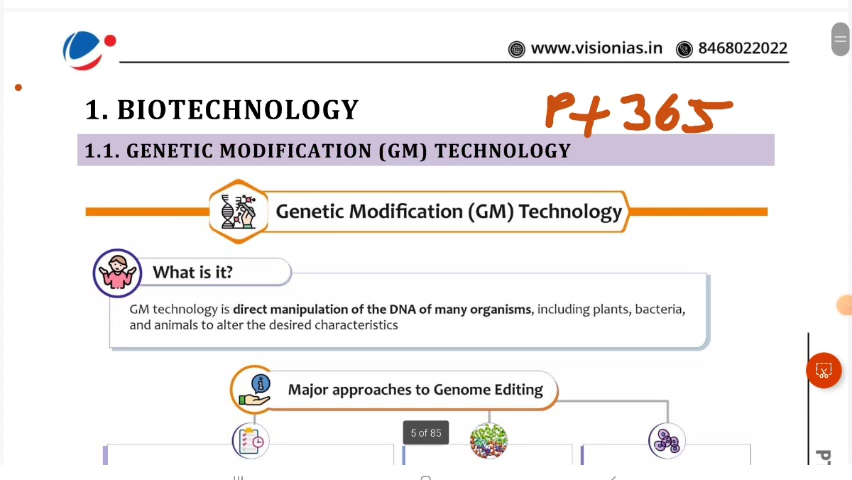 www.visionias.in 8468022022
1. BIOTECHNOLOGY
Pt 365
1.1. GENETIC MODIFICATION (GM) TECHNOLOGY
Genetic Modification (GM) Technology
What is it?
GM technology is direct manipulation of the DNA of many organisms, including plants, bacteria,
and animals to alter the desired characteristics
Major approaches to Genome Editing
5 of 85
PT